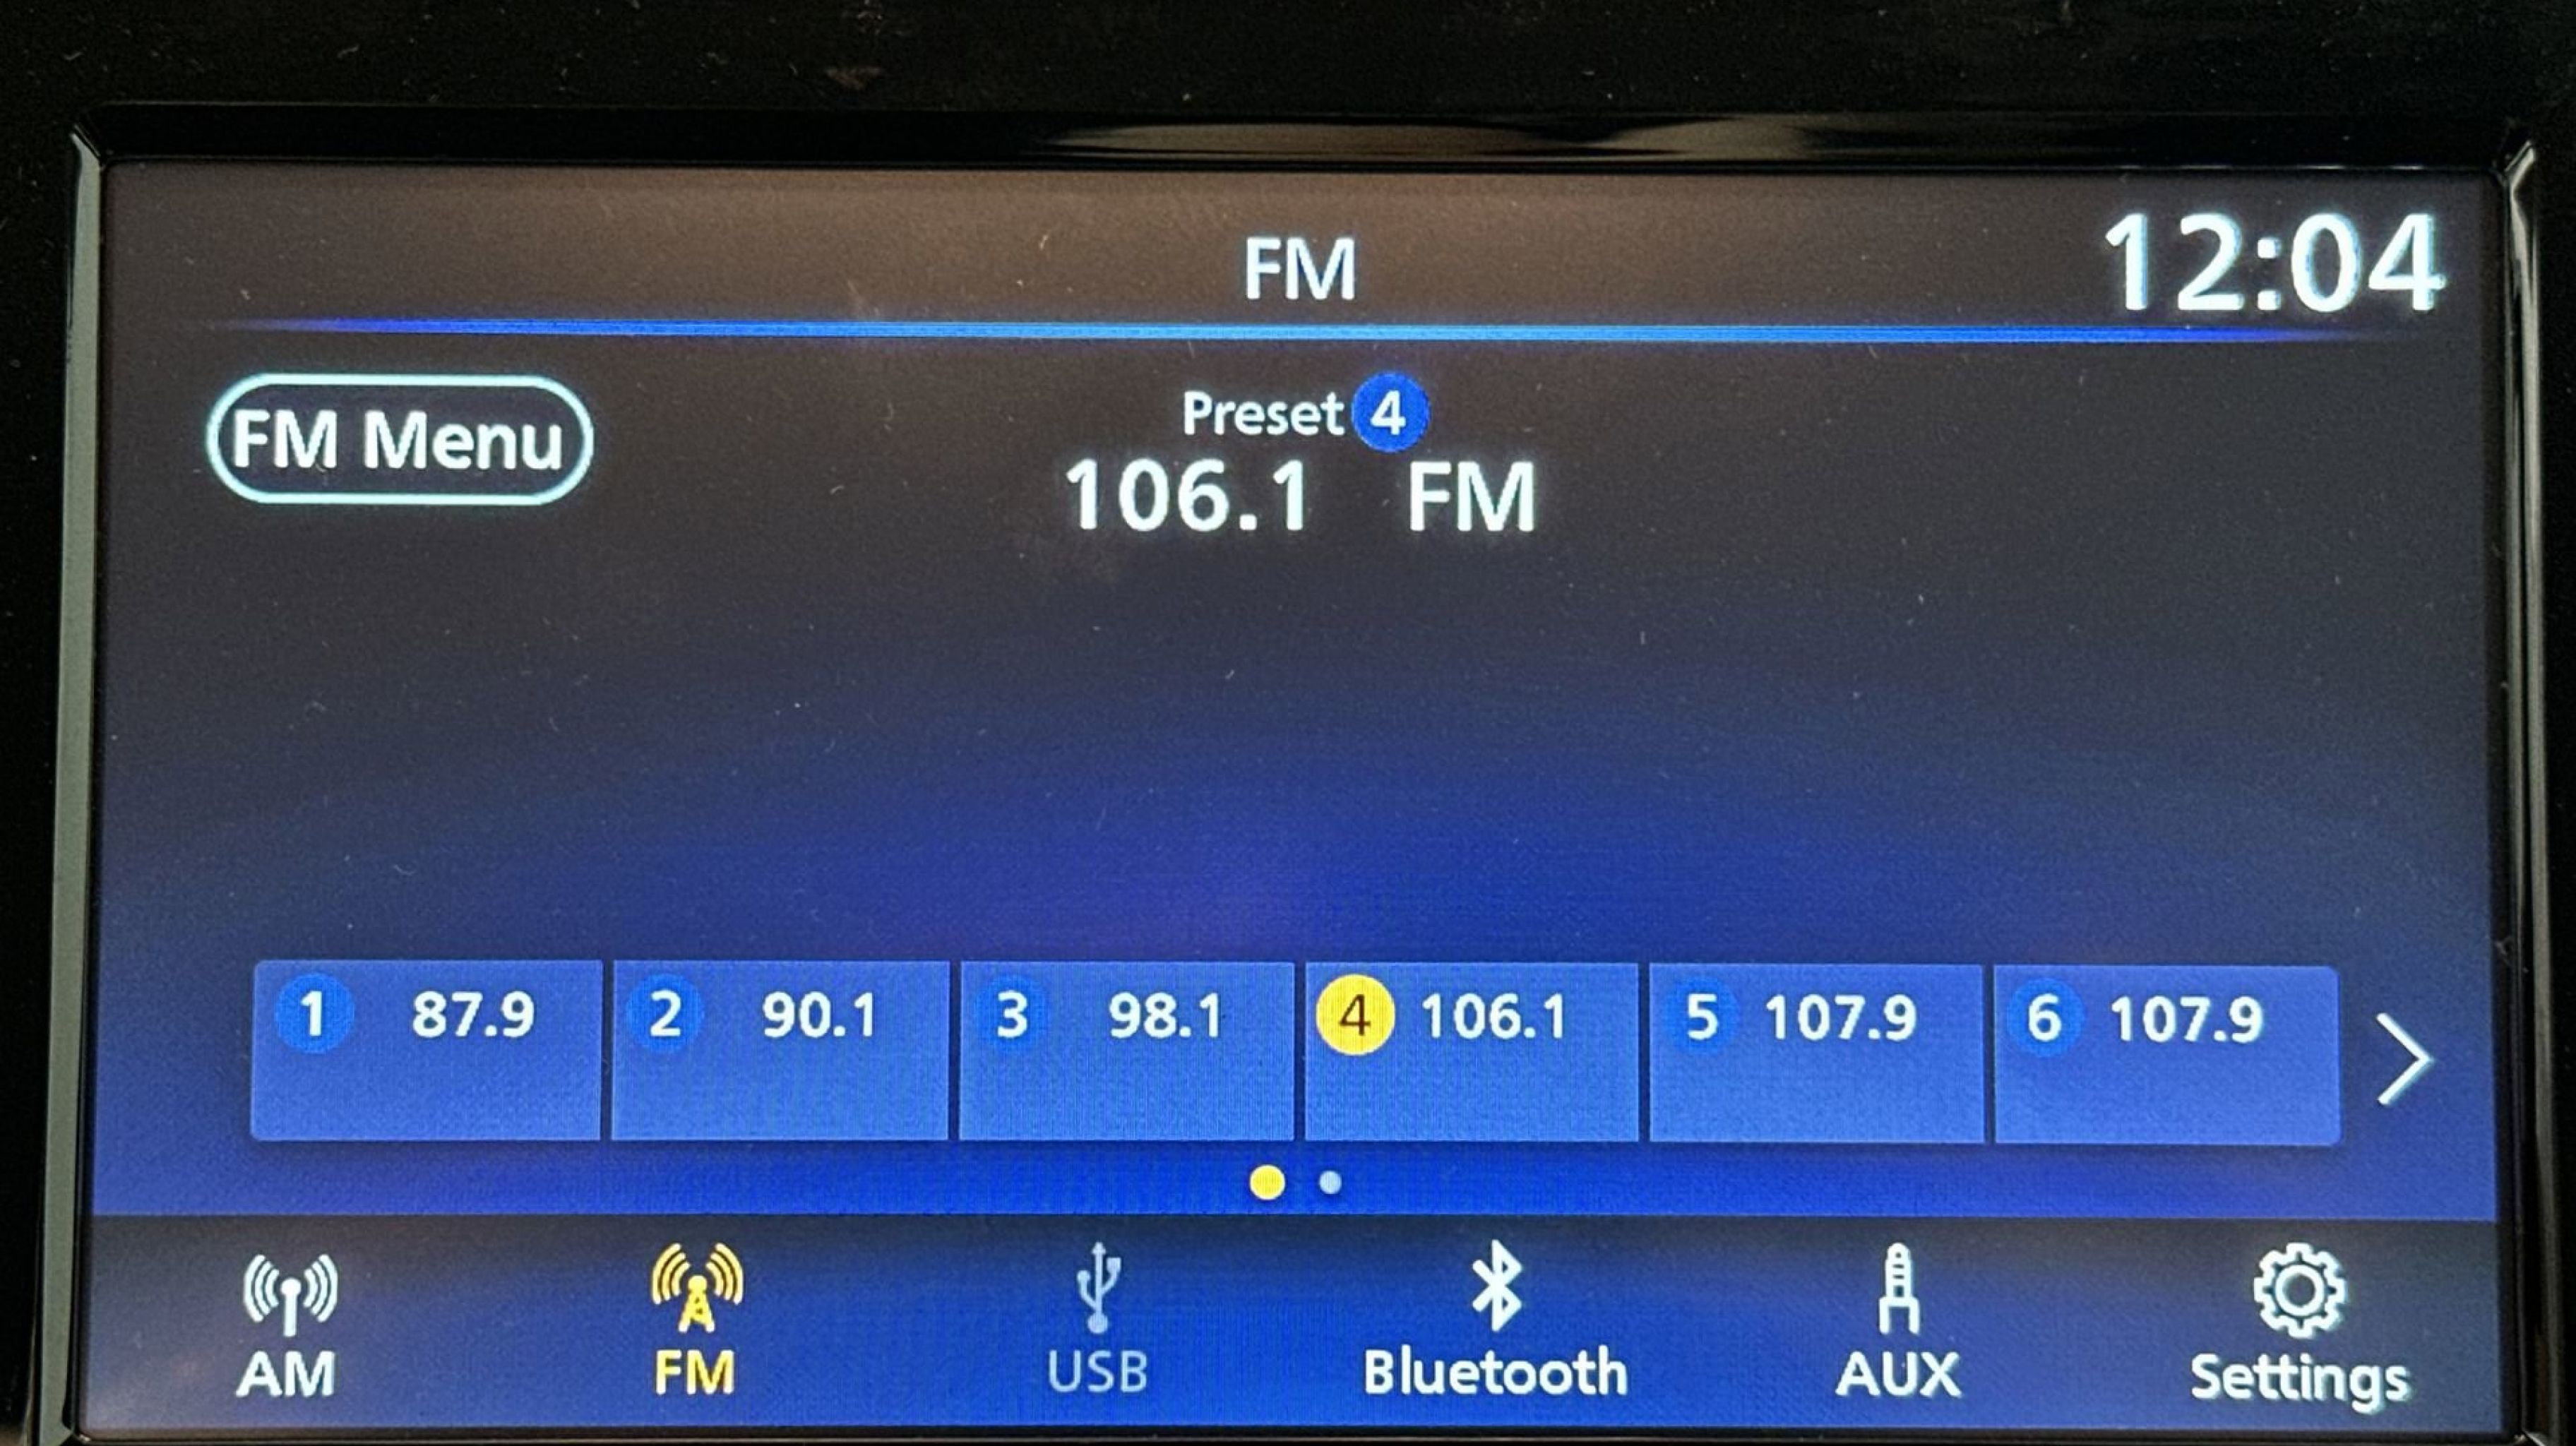 FM
12:04
FM Menu
Preset 4
106.1 FM
1 87.9
2 90.1
3 98.1
4 106.1
5 107.9
6 107.9
AM
FM
USB
Bluetooth
AUX
Settings